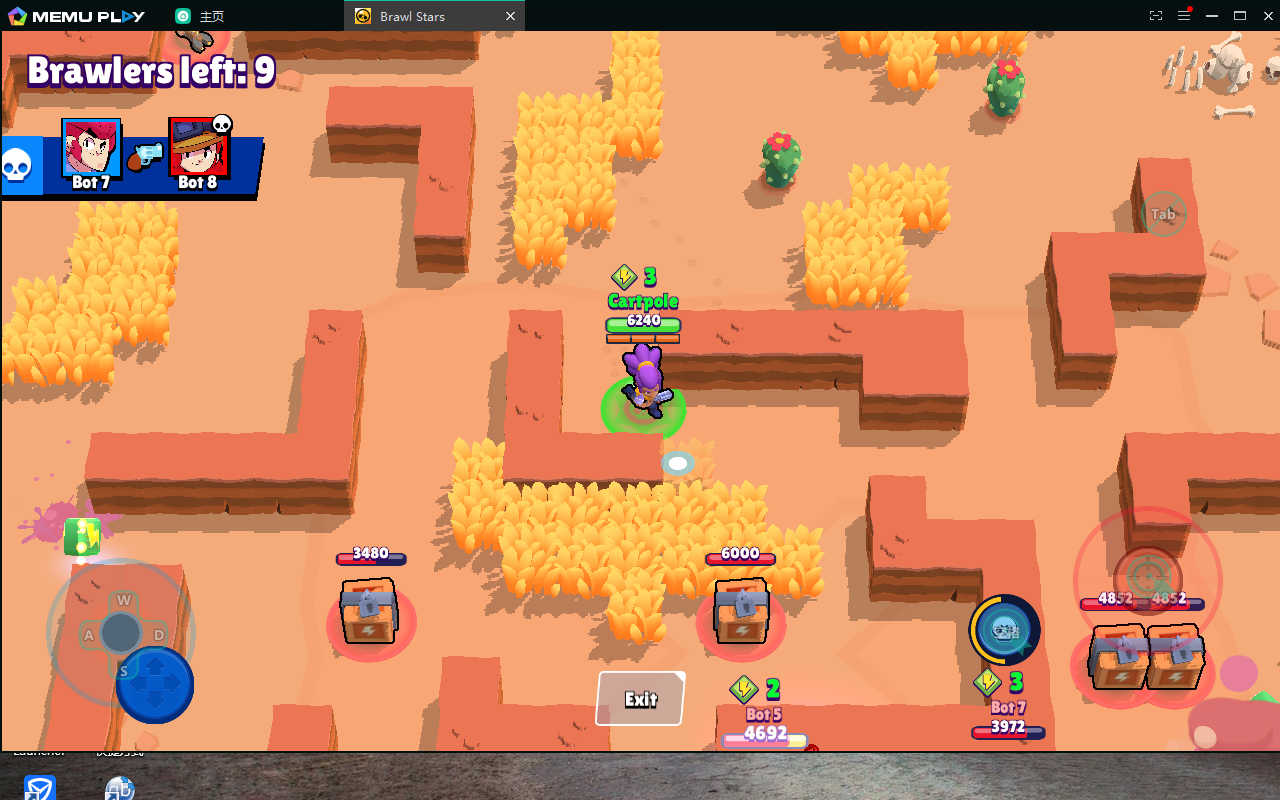 MEMU PLAY
主页
Brawl Stars
Brawlers left: 9
Bot 7
Bot 8
Tab
3
Cartpole
6240
3480
6000
4852
4852
W
A
D
S
Exit
2
Bot 5
4692
3
Bot 7
3972